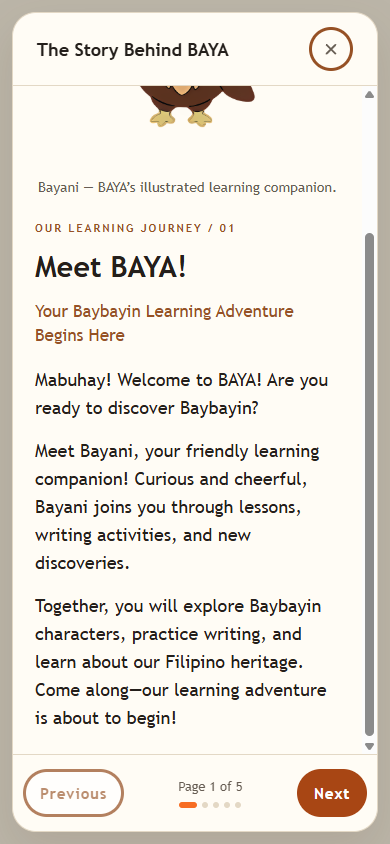 The Story Behind BAYA
Bayani — BAYA’s illustrated learning companion.
OUR LEARNING JOURNEY / 01
Meet BAYA!
Your Baybayin Learning Adventure
Begins Here
Mabuhay! Welcome to BAYA! Are you
ready to discover Baybayin?
Meet Bayani, your friendly learning
companion! Curious and cheerful,
Bayani joins you through lessons,
writing activities, and new
discoveries.
Together, you will explore Baybayin
characters, practice writing, and
learn about our Filipino heritage.
Come along—our learning adventure
is about to begin!
Previous
Page 1 of 5
Next